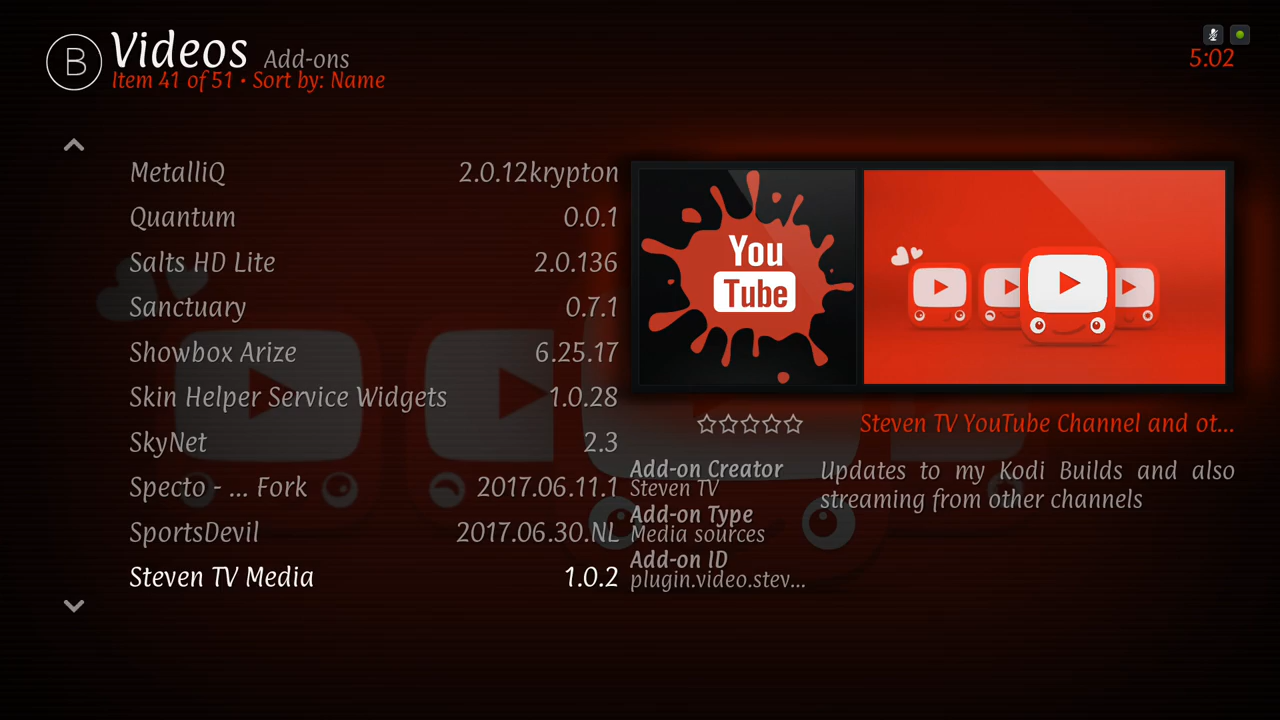 B
Videos Add-ons
Item 41 of 51 • Sort by: Name
5:02
MetalliQ 2.0.12krypton
Quantum 0.0.1
Salts HD Lite 2.0.136
Sanctuary 0.7.1
Showbox Arize 6.25.17
Skin Helper Service Widgets 1.0.28
SkyNet 2.3
Specto - ... Fork 2017.06.11.1
SportsDevil 2017.06.30.NL
Steven TV Media 1.0.2
You
Tube
Steven TV YouTube Channel and ot...
Add-on Creator
Steven TV
Add-on Type
Media sources
Add-on ID
plugin.video.stev...
Updates to my Kodi Builds and also
streaming from other channels